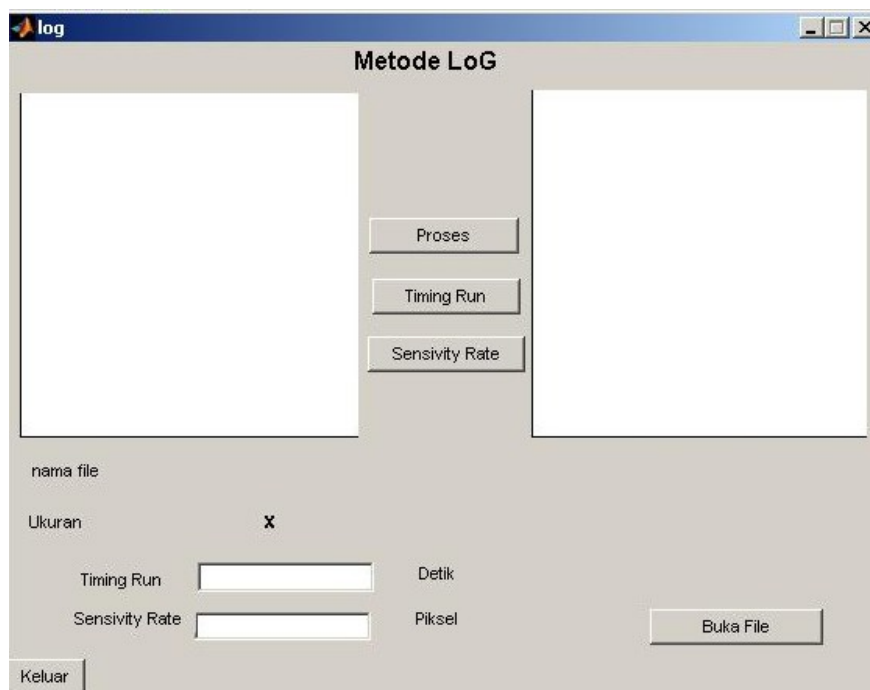 log
Metode LoG
Proses
Timing Run
Sensivity Rate
nama file
Ukuran X
Timing Run Detik
Sensivity Rate Piksel
Buka File
Keluar